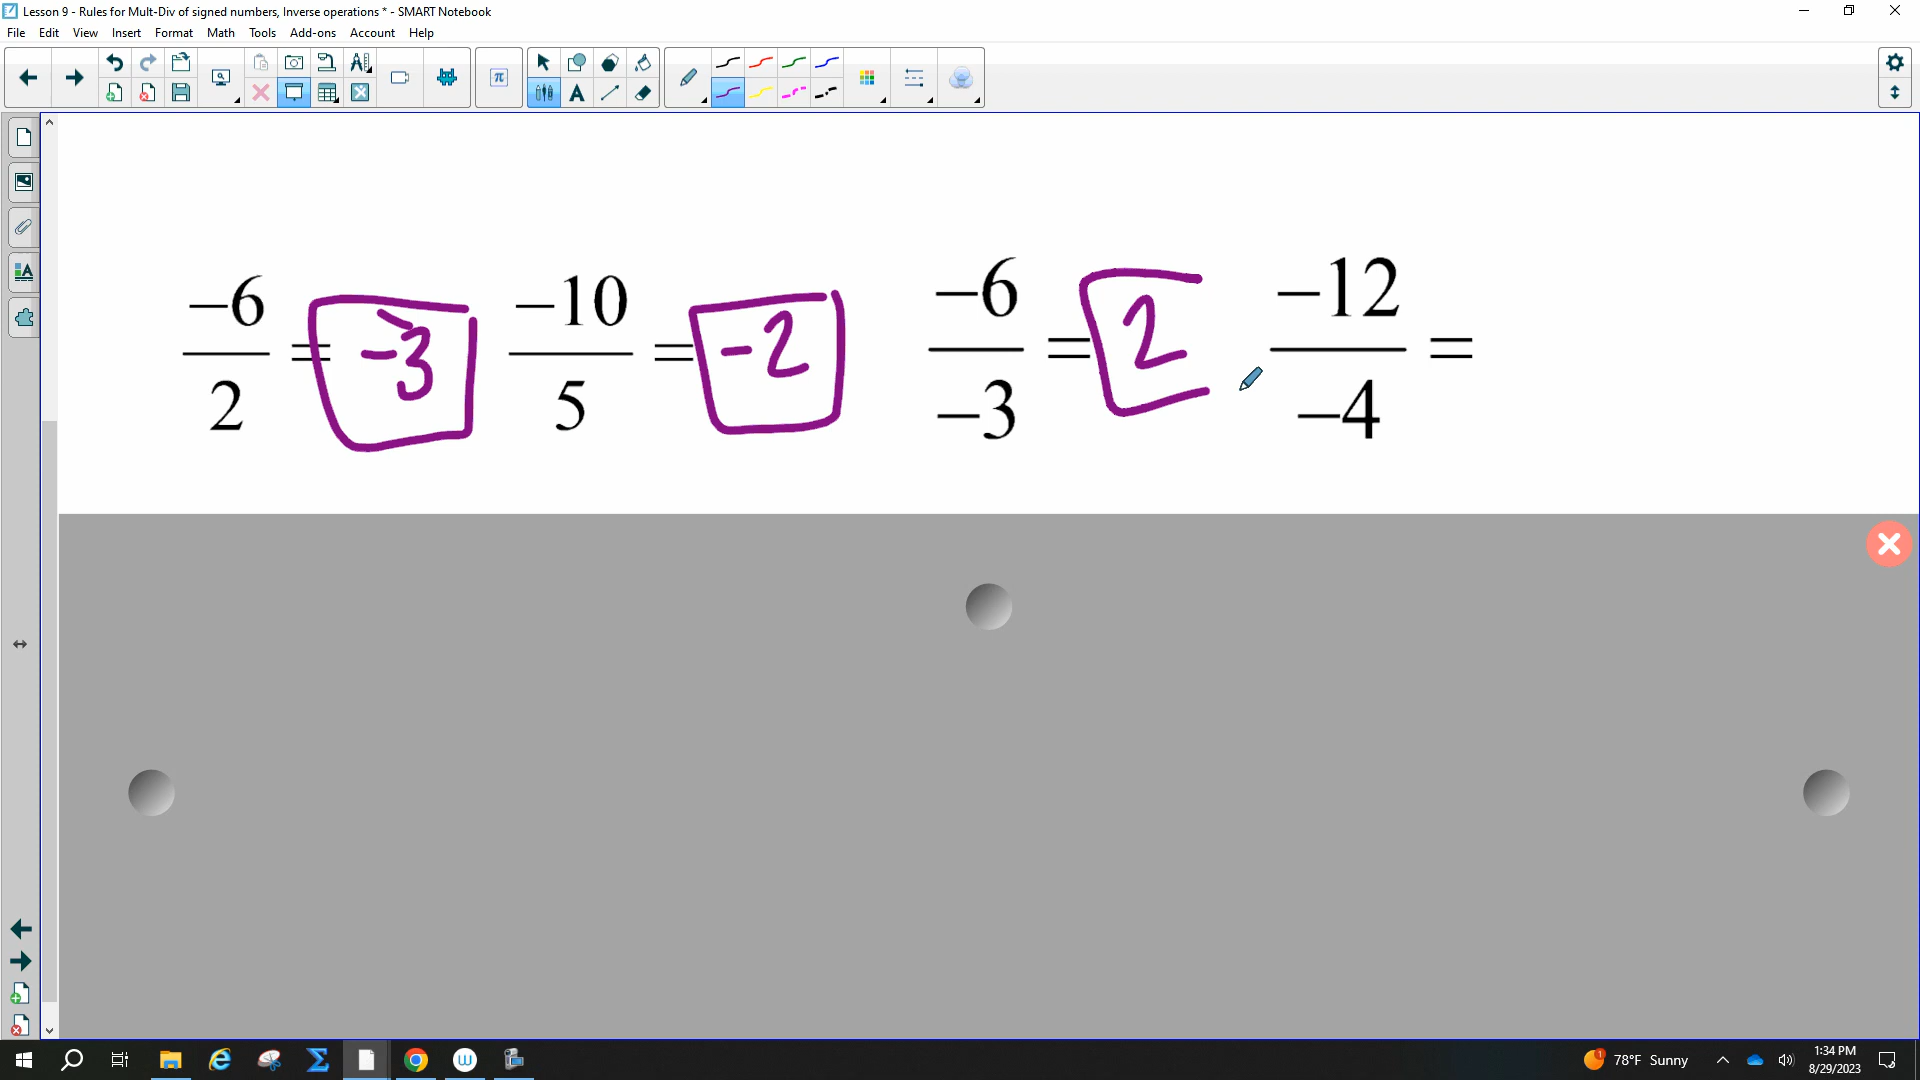 Lesson 9 - Rules for Mult-Div of signed numbers, Inverse operations * - SMART Notebook
File Edit View Insert Format Math Tools Add-ons Account Help
π
A
A
−6/2 = -3 −10/5 = -2 −6/−3 = 2 −12/−4 =
78°F Sunny
1:34 PM
8/29/2023